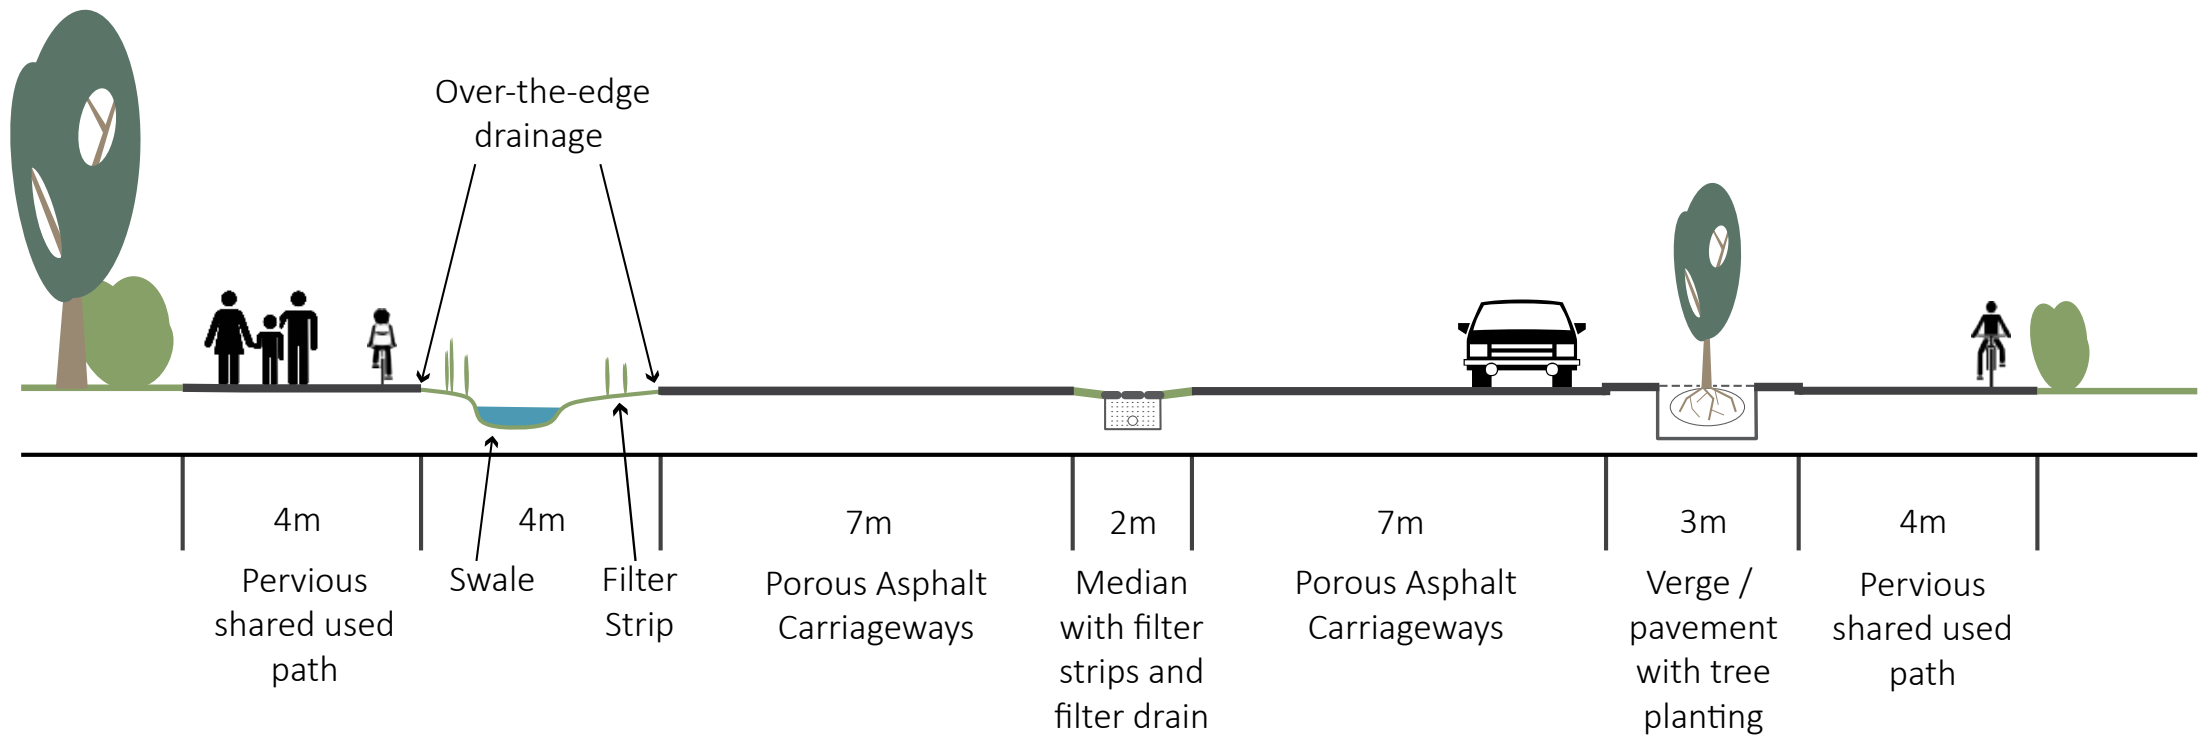 Over-the-edge
drainage
4m
4m
7m
2m
7m
3m
4m
Pervious
shared used
path
Swale
Filter
Strip
Porous Asphalt
Carriageways
Median
with filter
strips and
filter drain
Porous Asphalt
Carriageways
Verge /
pavement
with tree
planting
Pervious
shared used
path